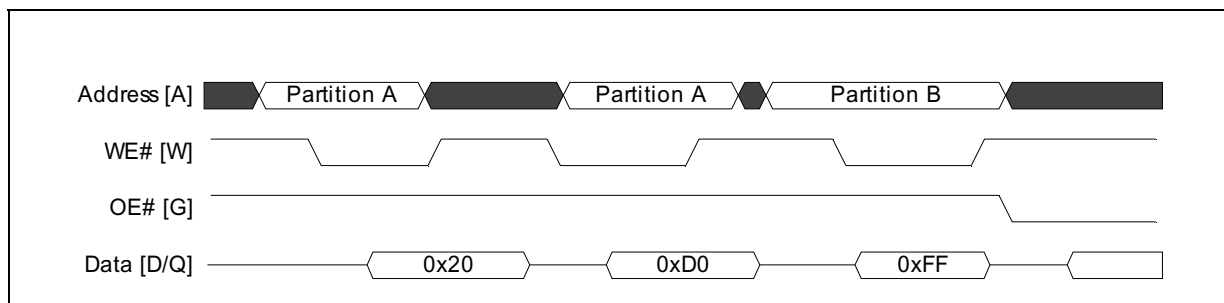 Address [A] Partition A Partition A Partition B
WE# [W]
OE# [G]
Data [D/Q] 0x20 0xD0 0xFF